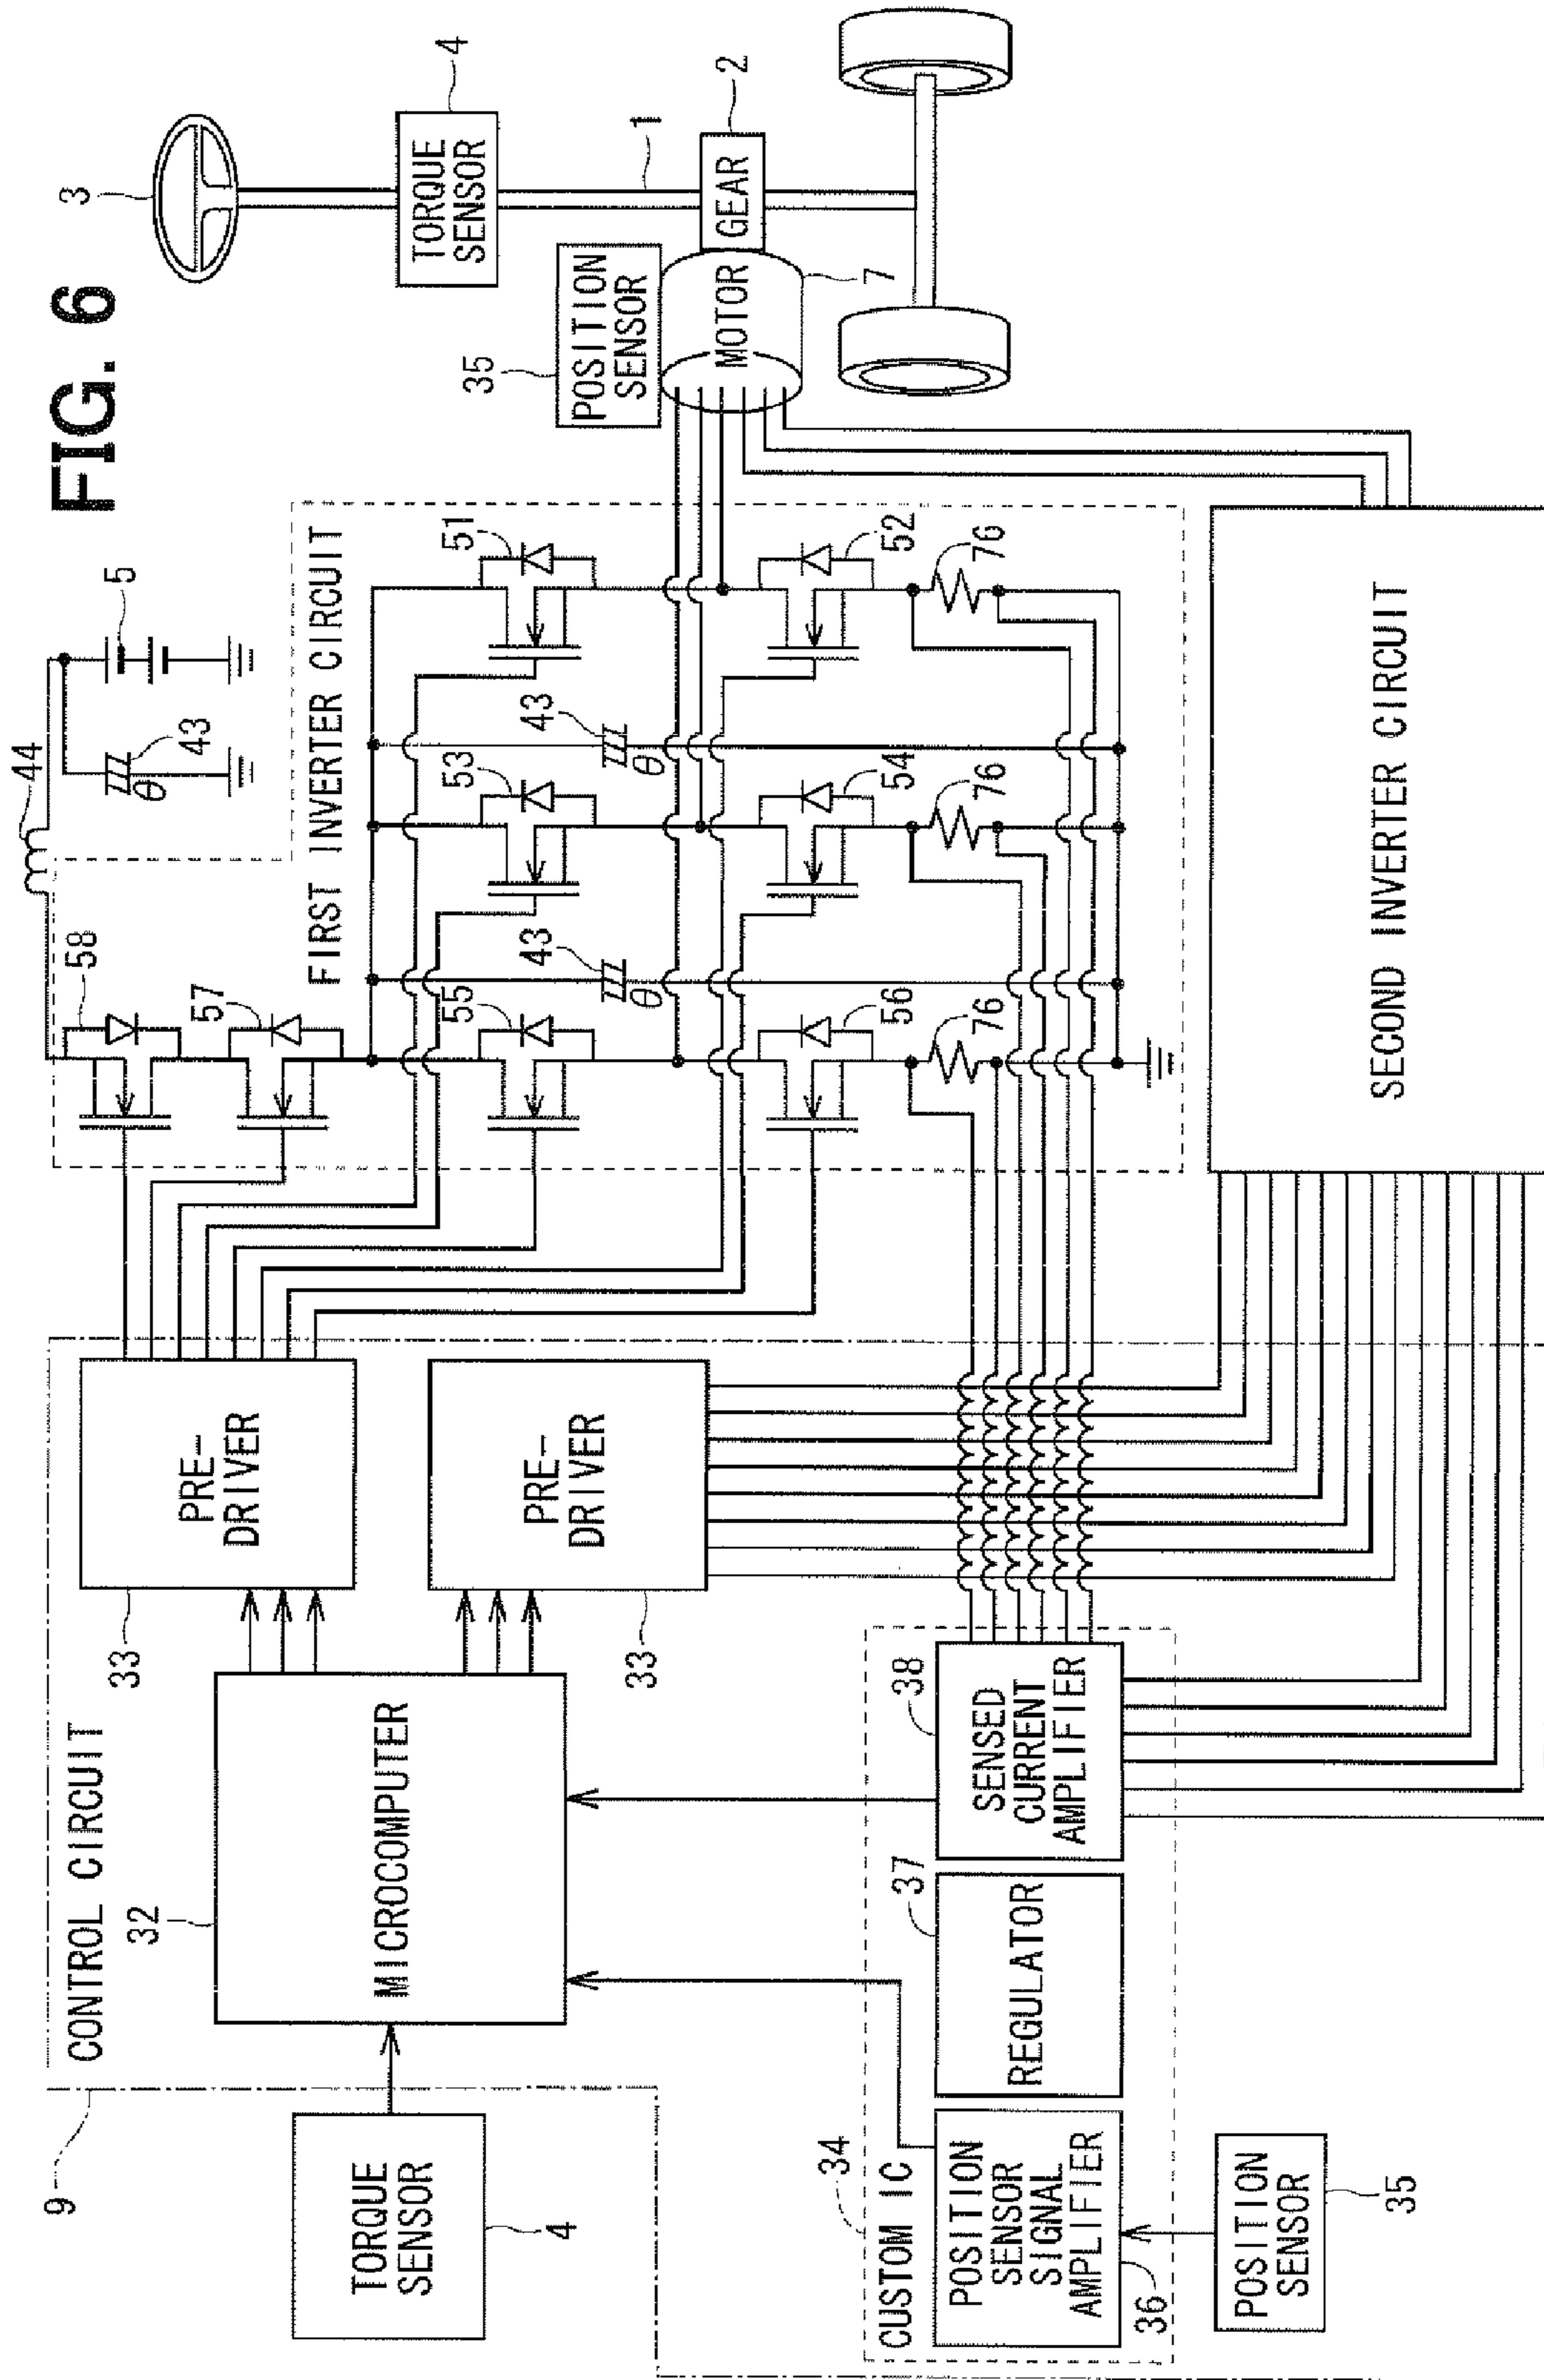 FIG. 6
CONTROL CIRCUIT
9
32
MICROCOMPUTER
TORQUE
SENSOR
4
33
PRE-
DRIVER
33
PRE-
DRIVER
34
CUSTOM IC
POSITION
SENSOR
SIGNAL
AMPLIFIER
36
37
REGULATOR
38
SENSED
CURRENT
AMPLIFIER
POSITION
SENSOR
35
44
43
θ
5
58
57
FIRST INVERTER CIRCUIT
55
53
51
43
θ
43
θ
56
54
52
76
76
76
SECOND INVERTER CIRCUIT
3
TORQUE
SENSOR
4
1
35
POSITION
SENSOR
MOTOR
7
GEAR
2